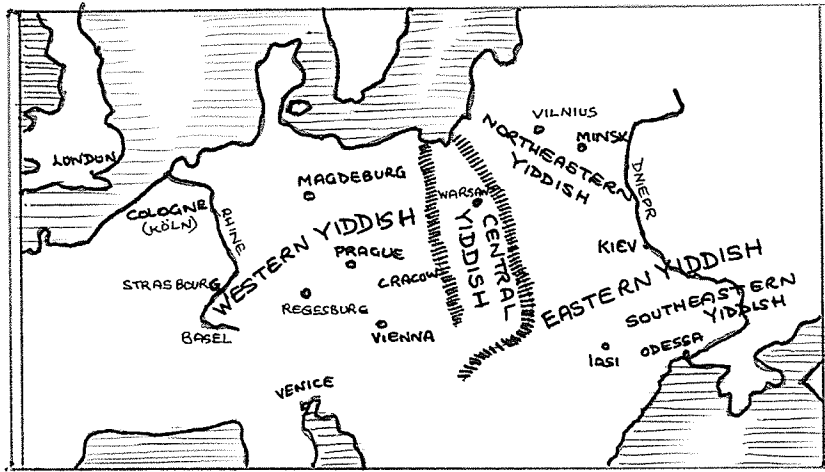 VILNIUS
MINSK
NORTHEASTERN
YIDDISH
LONDON
MAGDEBURG
WARSAW
DNIEPR
COLOGNE
(KÖLN)
RHINE
WESTERN YIDDISH
CENTRAL
YIDDISH
KIEV
PRAGUE
CRACOW
EASTERN YIDDISH
STRASBOURG
REGESBURG
SOUTHEASTERN
YIDDISH
BASEL
VIENNA
IASI
ODESSA
VENICE